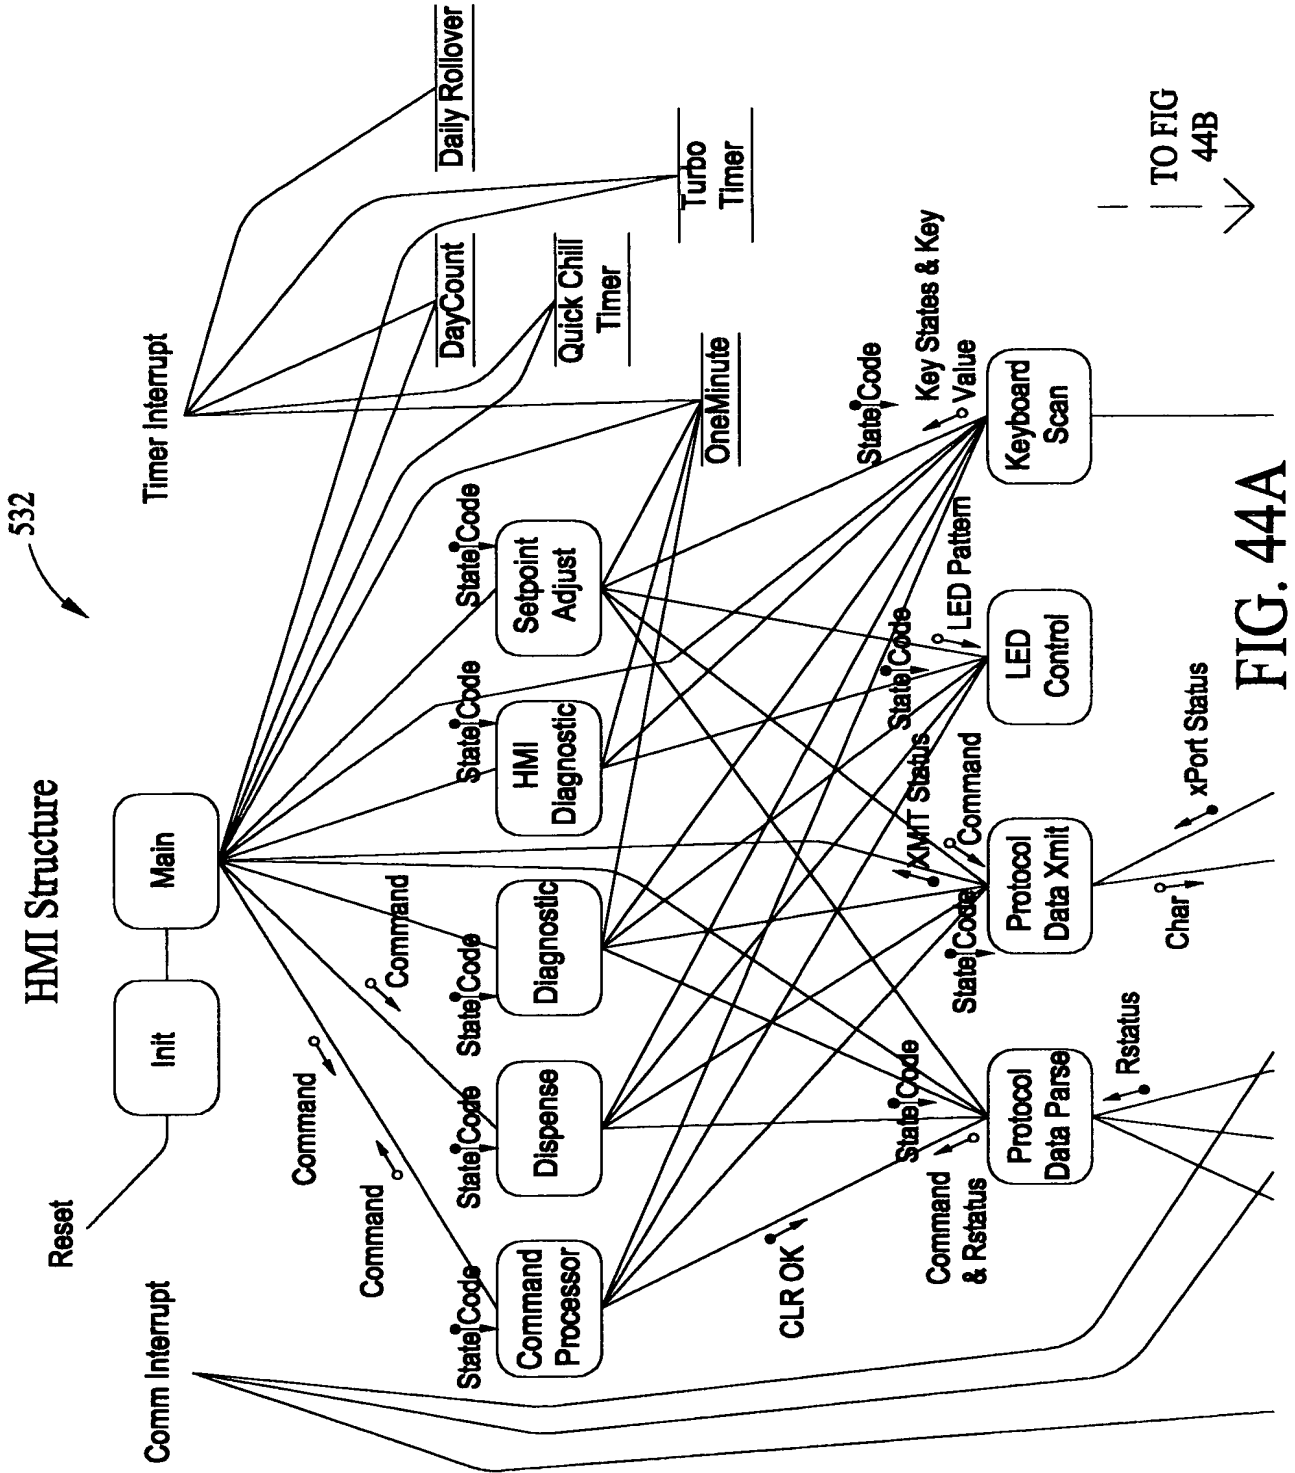 HMI Structure
532
Comm Interrupt
Reset
Init
Main
Timer Interrupt
Command
Command
Command
DayCount
Daily Rollover
Quick Chill
Timer
Turbo
Timer
OneMinute
State Code
Command
Processor
State Code
Dispense
State Code
Diagnostic
State Code
HMI
Diagnostic
State Code
Setpoint
Adjust
CLR OK
Command
& Rstatus
State Code
Protocol
Data Parse
Rstatus
State Code
XMIT Status
Command
Protocol
Data Xmit
Char
xPort Status
State Code
LED Pattern
LED
Control
State Code
Key States & Key
Value
Keyboard
Scan
TO FIG
44B
FIG. 44A